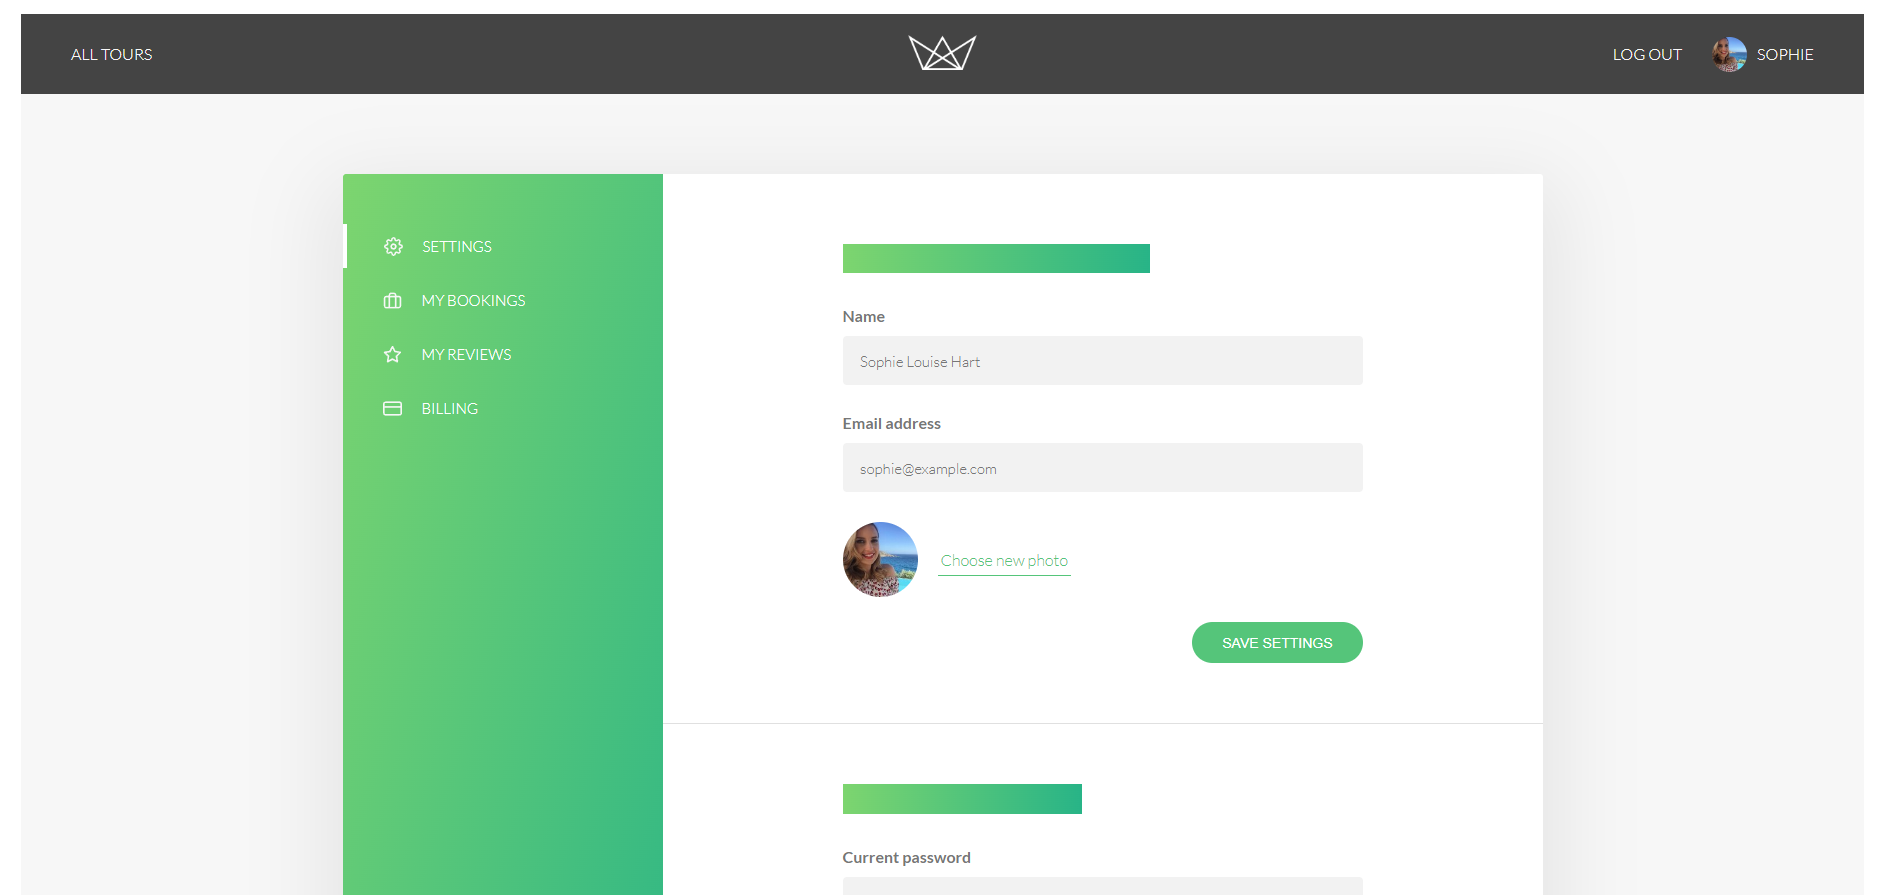 ALL TOURS
LOG OUT
SOPHIE
SETTINGS
MY BOOKINGS
MY REVIEWS
BILLING
Name
Sophie Louise Hart
Email address
sophie@example.com
Choose new photo
SAVE SETTINGS
Current password